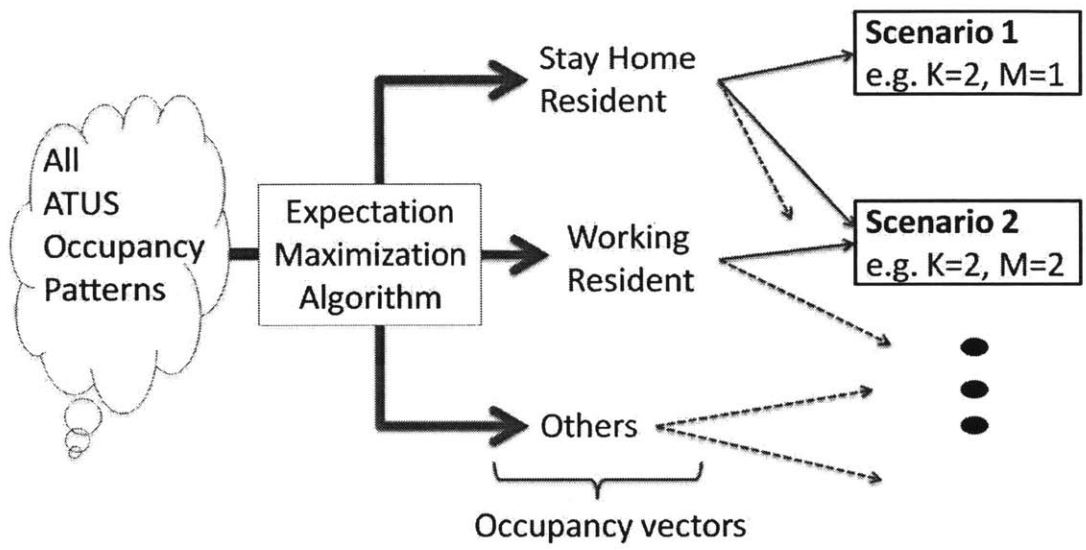 All
ATUS
Occupancy
Patterns
Expectation
Maximization
Algorithm
Stay Home
Resident
Working
Resident
Others
Occupancy vectors
Scenario 1
e.g. K=2, M=1
Scenario 2
e.g. K=2, M=2